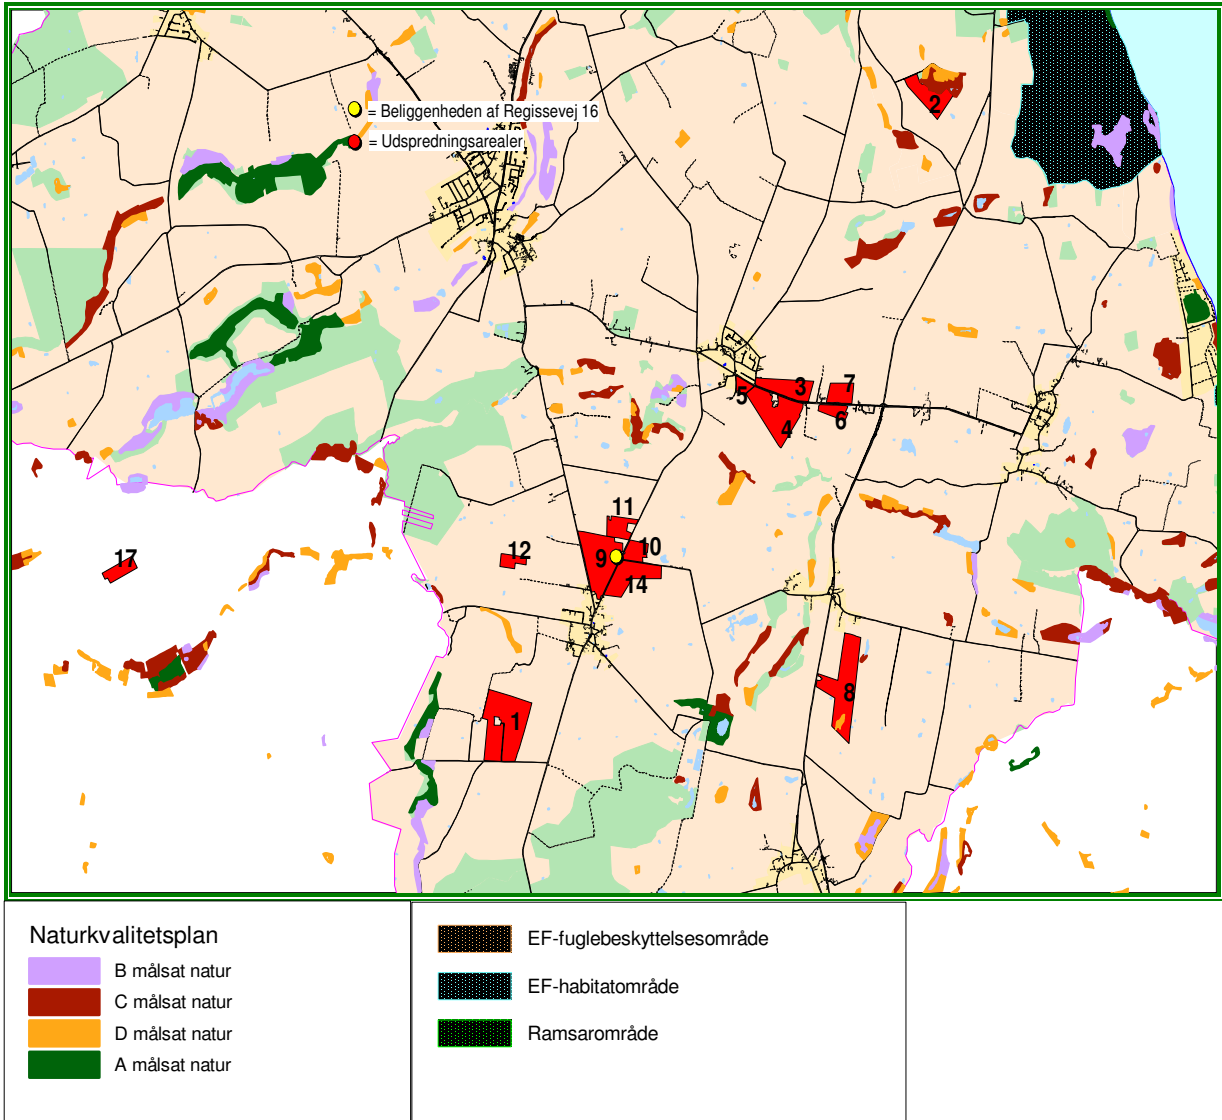 2
= Beliggenheden af Regissevej 16
= Udspredningsarealer
3
7
5
4
6
11
12
9
10
17
14
8
1
Naturkvalitetsplan
B målsat natur
C målsat natur
D målsat natur
A målsat natur
EF-fuglebeskyttelsesområde
EF-habitatområde
Ramsarområde